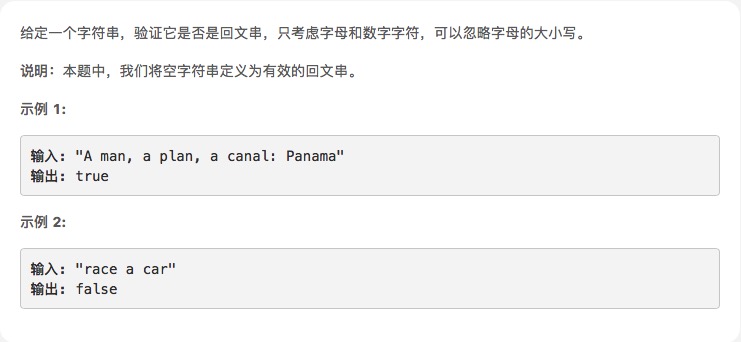 给定一个字符串，验证它是否是回文串，只考虑字母和数字字符，可以忽略字母的大小写。
说明：本题中，我们将空字符串定义为有效的回文串。
示例 1:
输入: "A man, a plan, a canal: Panama"
输出: true
示例 2:
输入: "race a car"
输出: false